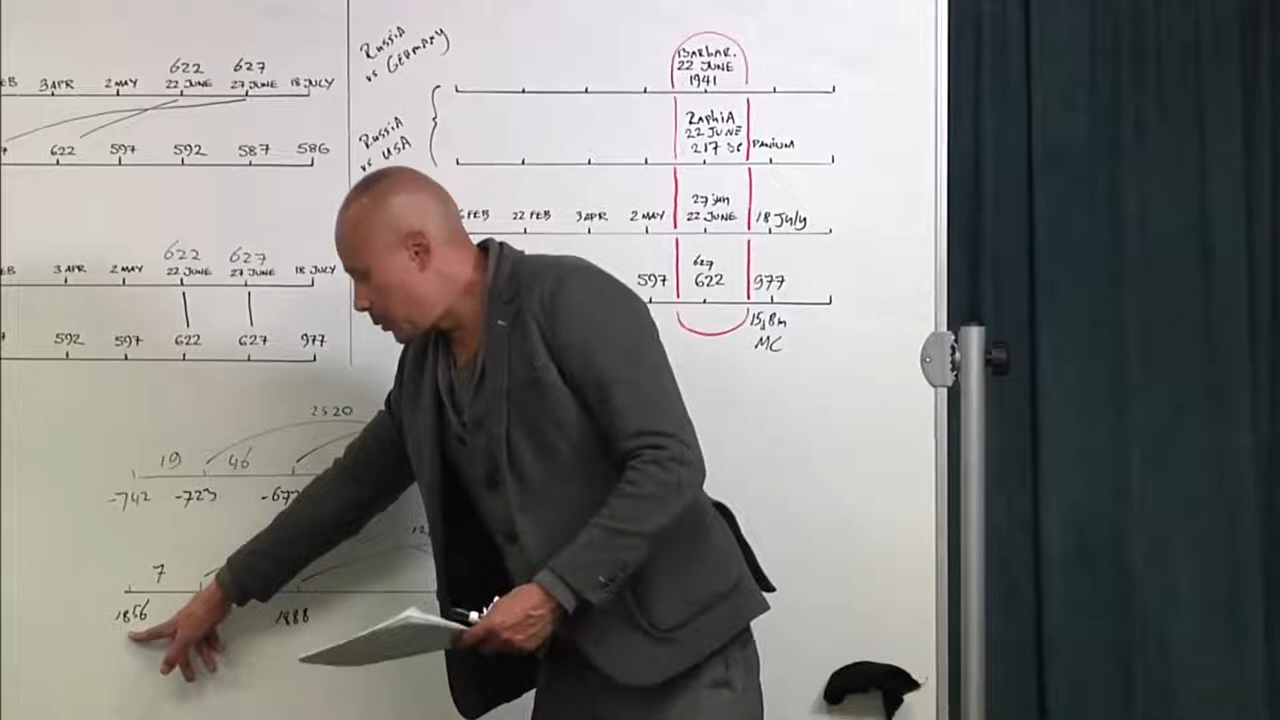 622 627
EB 3 APR 2 MAY 22 JUNE 27 JUNE 18 JULY
7 622 597 592 587 586
622 627
EB 3 APR 2 MAY 22 JUNE 27 JUNE 18 JULY
7 592 597 622 627 977
2520
19 46
-742 -723 -677
7
1856 1888
Russia
vs GERMANY
Russia
vs USA
BARBAR.
22 JUNE
1941
RAPHIA
22 JUNE
217 BC PANIUM
27 jun
FEB 22 FEB 3 APR 2 MAY 22 JUNE 18 July
627
597 622 977
MC